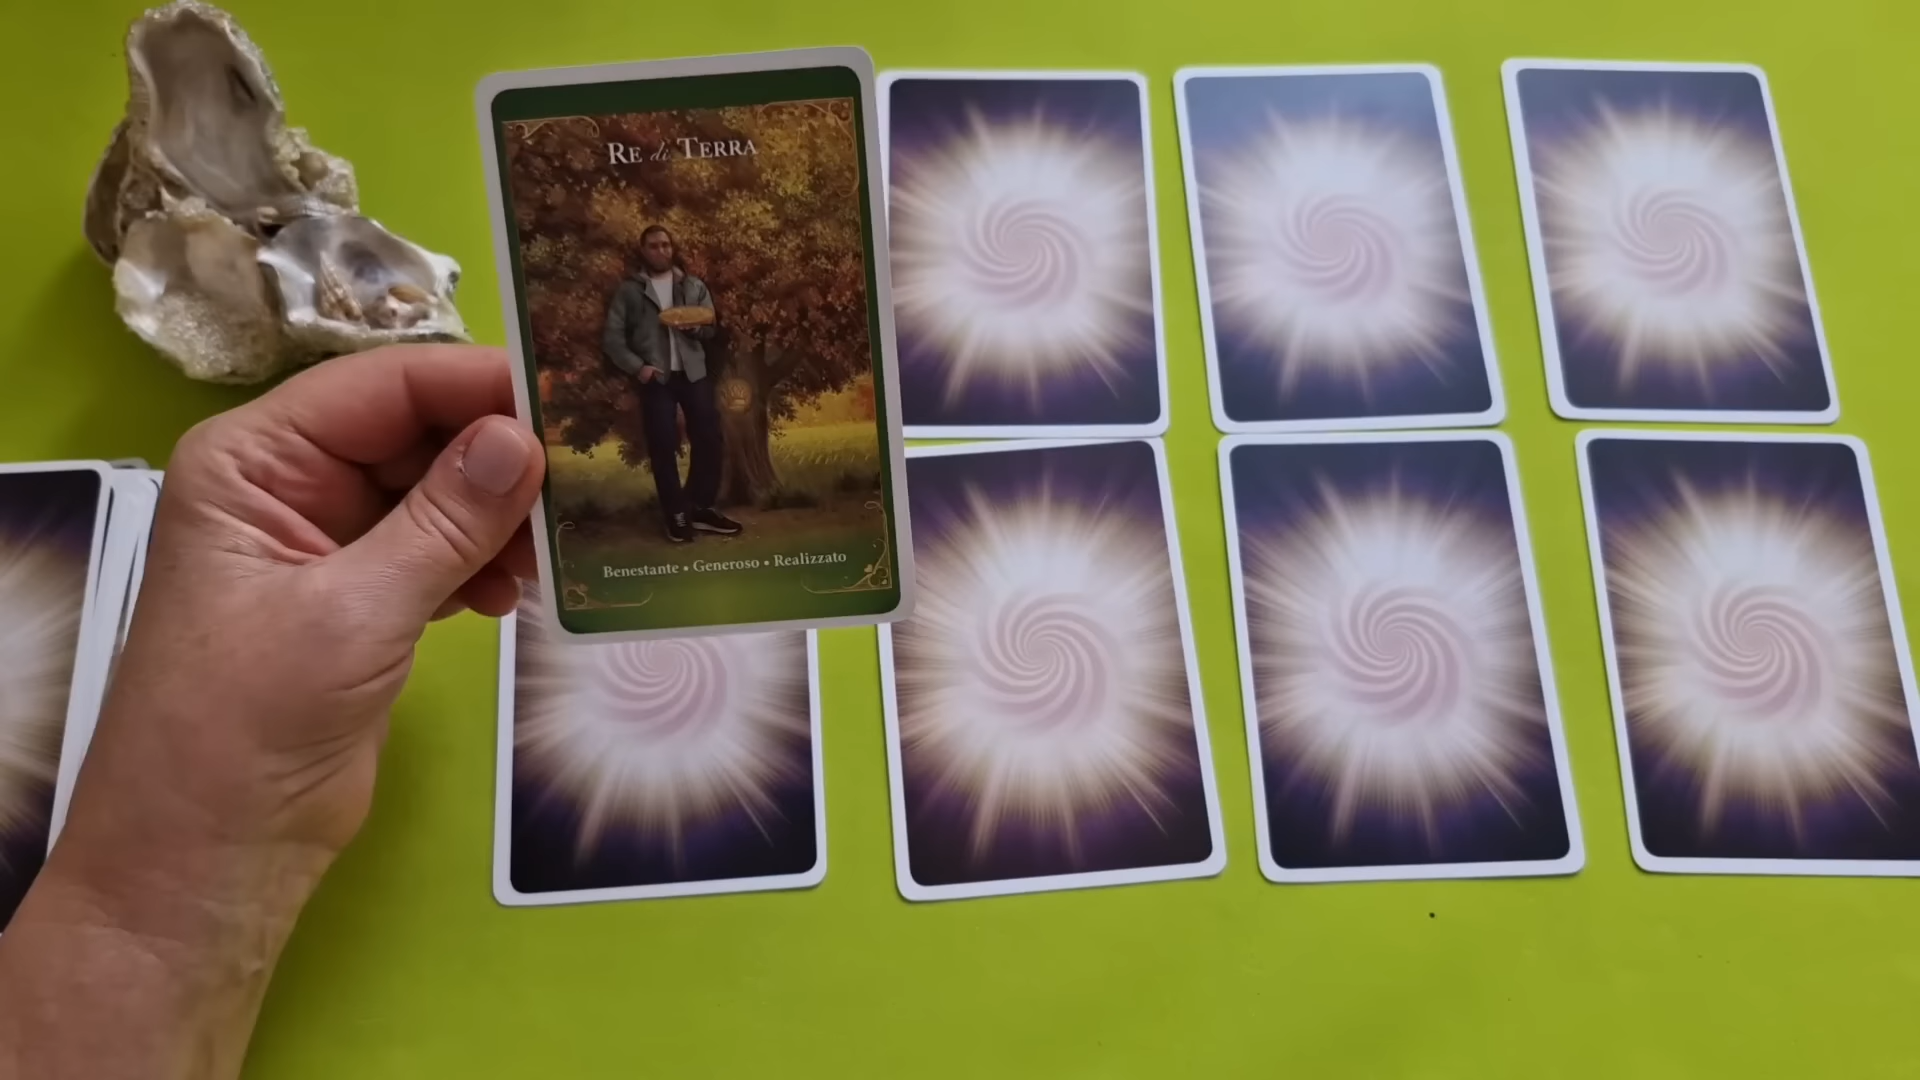 RE di TERRA
Benestante • Generoso • Realizzato